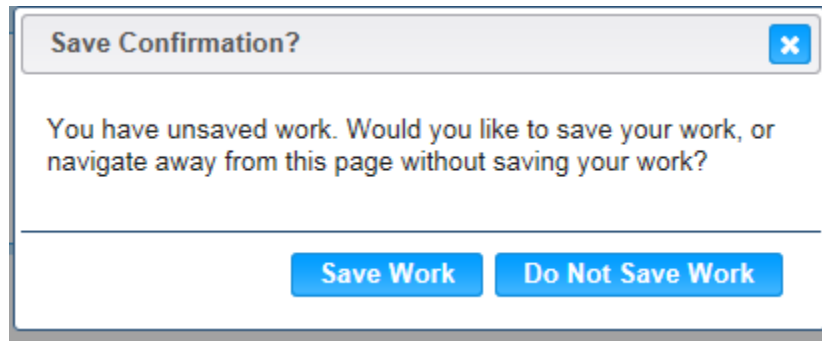 Save Confirmation?
You have unsaved work. Would you like to save your work, or
navigate away from this page without saving your work?
Save Work
Do Not Save Work